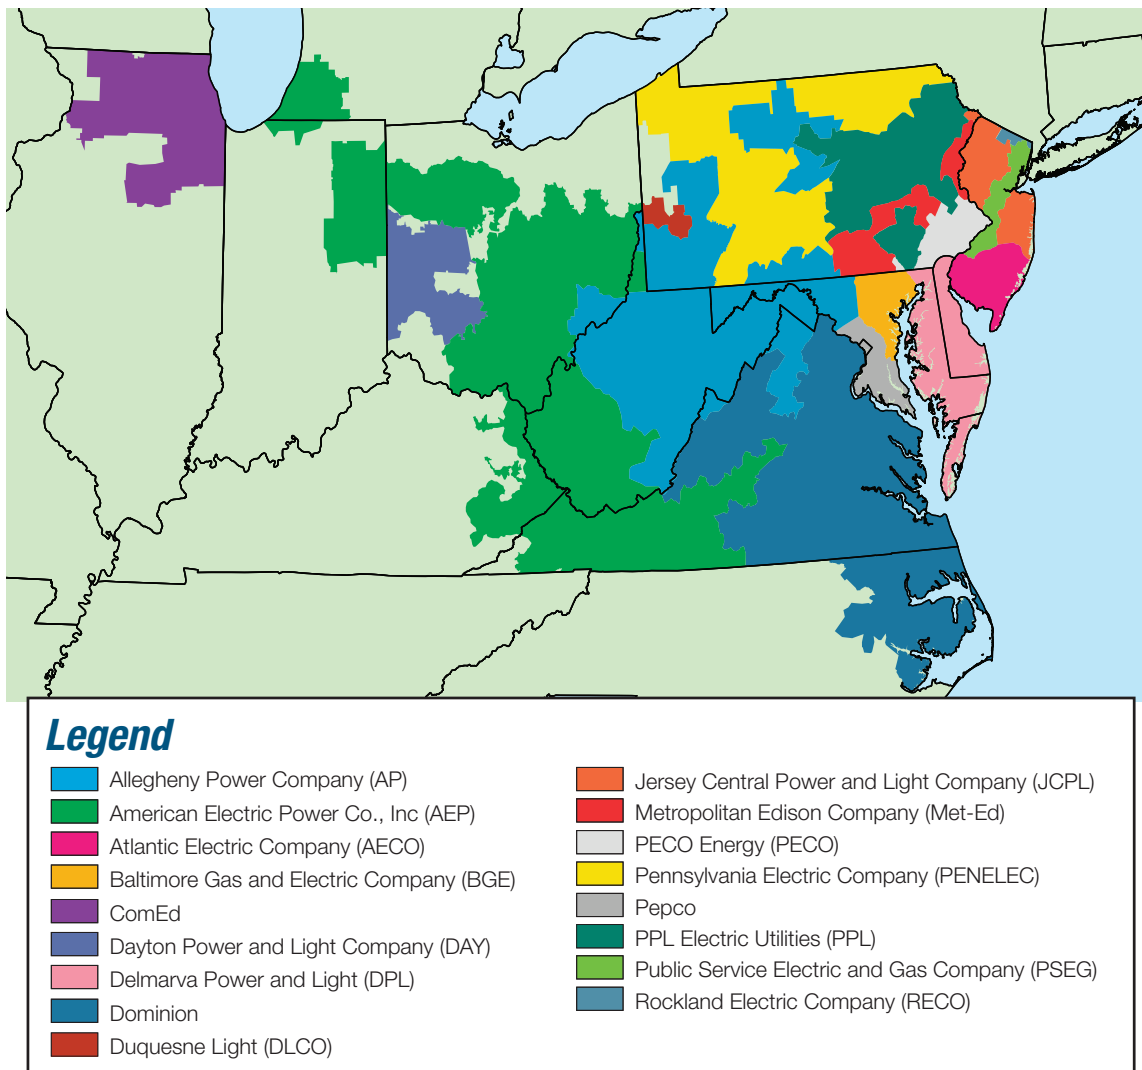 Legend
Allegheny Power Company (AP)
American Electric Power Co., Inc (AEP)
Atlantic Electric Company (AECO)
Baltimore Gas and Electric Company (BGE)
ComEd
Dayton Power and Light Company (DAY)
Delmarva Power and Light (DPL)
Dominion
Duquesne Light (DLCO)
Jersey Central Power and Light Company (JCPL)
Metropolitan Edison Company (Met-Ed)
PECO Energy (PECO)
Pennsylvania Electric Company (PENELEC)
Pepco
PPL Electric Utilities (PPL)
Public Service Electric and Gas Company (PSEG)
Rockland Electric Company (RECO)